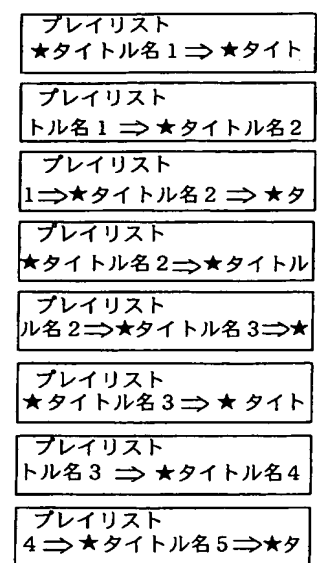 プレイリスト
★タイトル名1⇒★タイト
プレイリスト
トル名1⇒★タイトル名2
プレイリスト
1⇒★タイトル名2⇒★タ
プレイリスト
★タイトル名2⇒★タイトル
プレイリスト
ル名2⇒★タイトル名3⇒★
プレイリスト
★タイトル名3⇒★タイト
プレイリスト
トル名3⇒★タイトル名4
プレイリスト
4⇒★タイトル名5⇒★タ